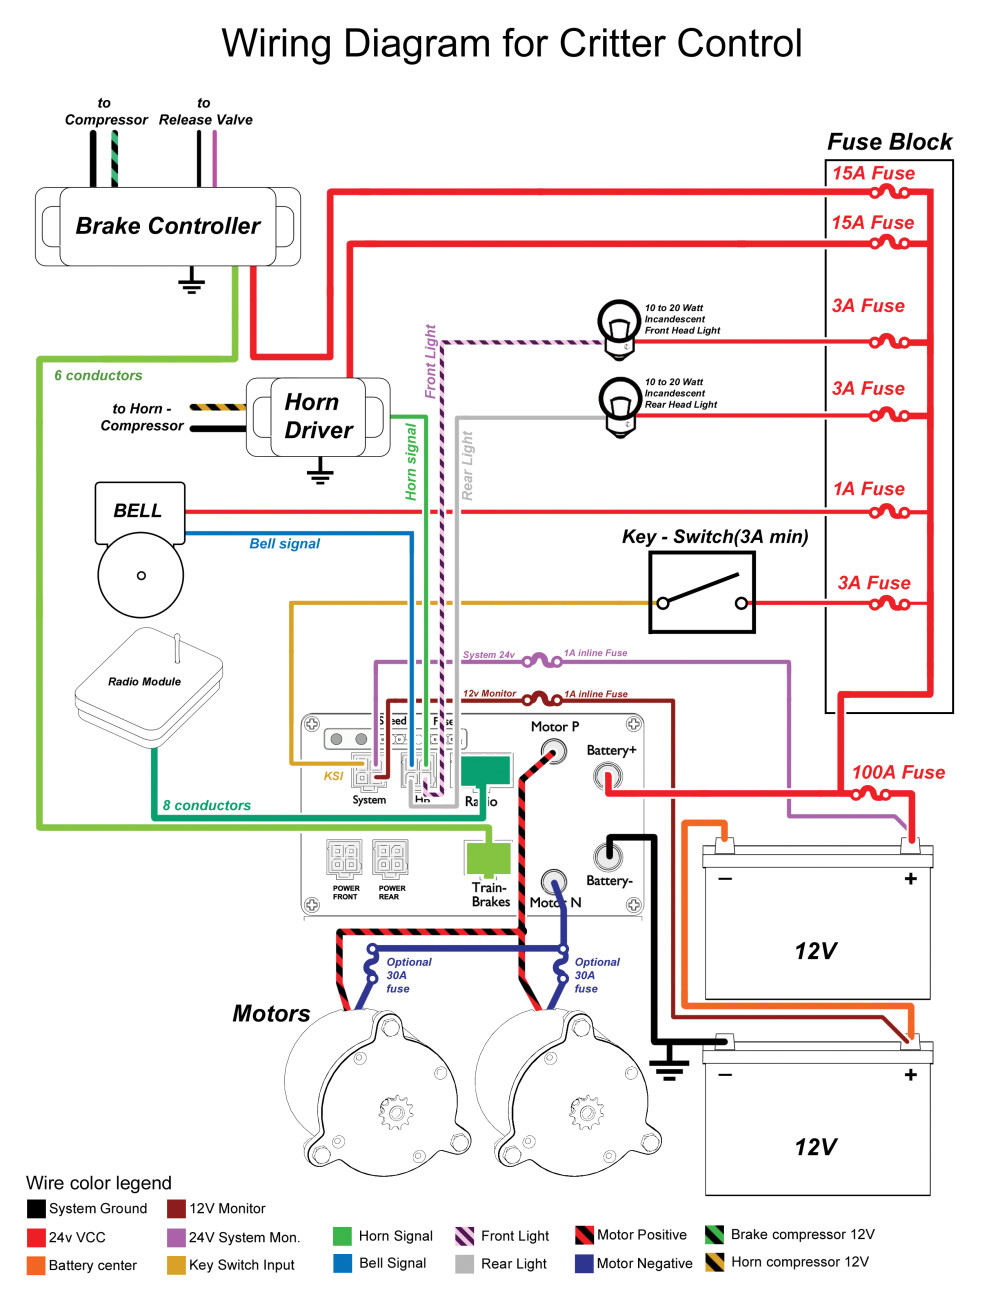 Wiring Diagram for Critter Control
to
Compressor
to
Release Valve
Fuse Block
15A Fuse
Brake Controller
15A Fuse
3A Fuse
10 to 20 Watt
Incandescent
Front Head Light
Front Light
6 conductors
3A Fuse
10 to 20 Watt
Incandescent
Rear Head Light
to Horn -
Compressor
Horn
Driver
Horn signal
Rear Light
1A Fuse
BELL
Bell signal
Key - Switch(3A min)
3A Fuse
System 24v
1A inline Fuse
Radio Module
12v Monitor
1A inline Fuse
Speed
Motor P
Battery+
KSI
System
Radio
100A Fuse
8 conductors
POWER
FRONT
POWER
REAR
Train-
Brakes
Motor N
Battery-
- +
12V
Optional
30A
fuse
Optional
30A
fuse
Motors
- +
12V
Wire color legend
System Ground
12V Monitor
24v VCC
24V System Mon.
Horn Signal
Front Light
Motor Positive
Brake compressor 12V
Battery center
Key Switch Input
Bell Signal
Rear Light
Motor Negative
Horn compressor 12V